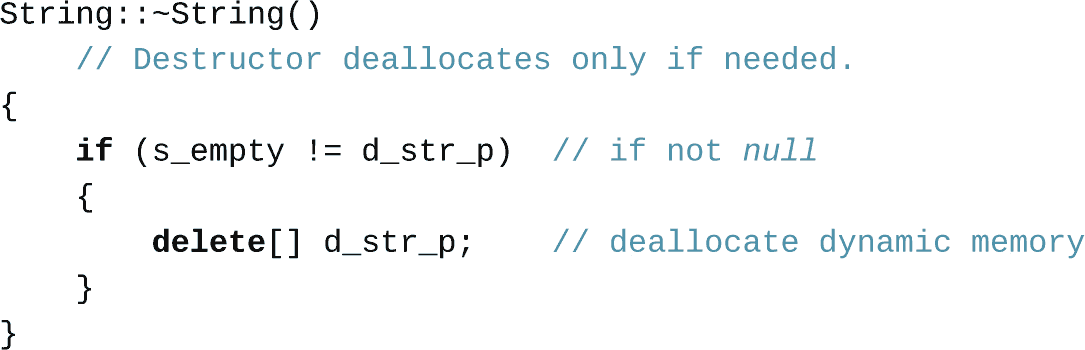 String::~String()
    // Destructor deallocates only if needed.
{
    if (s_empty != d_str_p)  // if not null
    {
        delete[] d_str_p;    // deallocate dynamic memory
    }
}